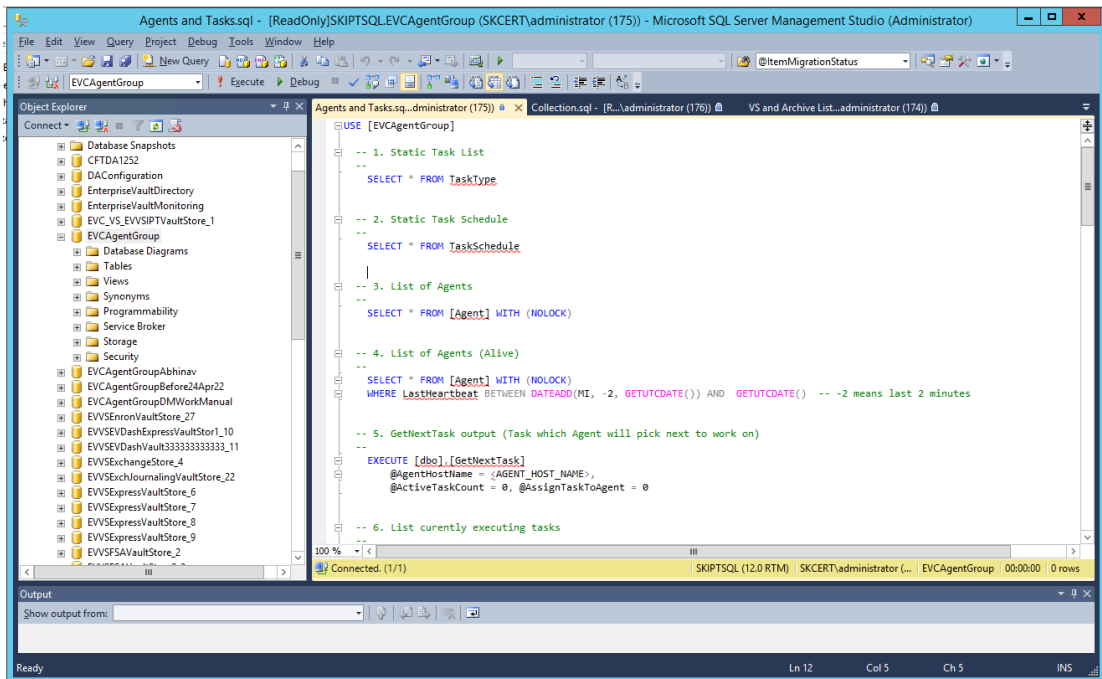 Agents and Tasks.sql - [ReadOnly]SKIPTSQL.EVCAgentGroup (SKCERT\administrator (175)) - Microsoft SQL Server Management Studio (Administrator)
File Edit View Query Project Debug Tools Window Help
New Query @ItemMigrationStatus
EVCAgentGroup Execute Debug
Object Explorer
Connect
Database Snapshots
CFTDA1252
DAConfiguration
EnterpriseVaultDirectory
EnterpriseVaultMonitoring
EVC_VS_EVVSIPTVaultStore_1
EVCAgentGroup
Database Diagrams
Tables
Views
Synonyms
Programmability
Service Broker
Storage
Security
EVCAgentGroupAbhinav
EVCAgentGroupBefore24Apr22
EVCAgentGroupDMWorkManual
EVVSEnronVaultStore_27
EVVSEVDashExpressVaultStor1_10
EVVSEVDashVault333333333333_11
EVVSExchangeStore_4
EVVSExchJournalingVaultStore_22
EVVSExpressVaultStore_6
EVVSExpressVaultStore_7
EVVSExpressVaultStore_8
EVVSExpressVaultStore_9
EVVSFSAVaultStore_2
Agents and Tasks.sq...dministrator (175)) Collection.sql - [R...\administrator (176)) VS and Archive List...administrator (174))
USE [EVCAgentGroup]
-- 1. Static Task List
--
SELECT * FROM TaskType
-- 2. Static Task Schedule
--
SELECT * FROM TaskSchedule
-- 3. List of Agents
--
SELECT * FROM [Agent] WITH (NOLOCK)
-- 4. List of Agents (Alive)
--
SELECT * FROM [Agent] WITH (NOLOCK)
WHERE LastHeartbeat BETWEEN DATEADD(MI, -2, GETUTCDATE()) AND GETUTCDATE() -- -2 means last 2 minutes
-- 5. GetNextTask output (Task which Agent will pick next to work on)
--
EXECUTE [dbo].[GetNextTask]
@AgentHostName = <AGENT_HOST_NAME>,
@ActiveTaskCount = 0, @AssignTaskToAgent = 0
-- 6. List curently executing tasks
--
100 %
Connected. (1/1) SKIPTSQL (12.0 RTM) SKCERT\administrator (... EVCAgentGroup 00:00:00 0 rows
Output
Show output from:
Ready Ln 12 Col 5 Ch 5 INS